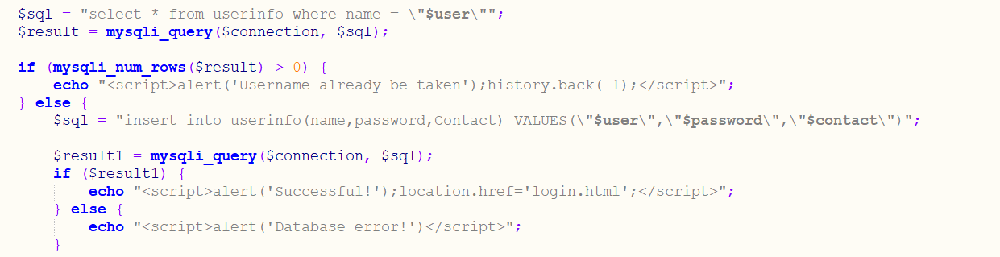 $sql = "select * from userinfo where name = \"$user\"";
$result = mysqli_query($connection, $sql);
if (mysqli_num_rows($result) > 0) {
echo "<script>alert('Username already be taken');history.back(-1);</script>";
} else {
$sql = "insert into userinfo(name,password,Contact) VALUES(\"$user\",\"$password\",\"$contact\")";
$result1 = mysqli_query($connection, $sql);
if ($result1) {
echo "<script>alert('Successful!');location.href='login.html';</script>";
} else {
echo "<script>alert('Database error!')</script>";
}